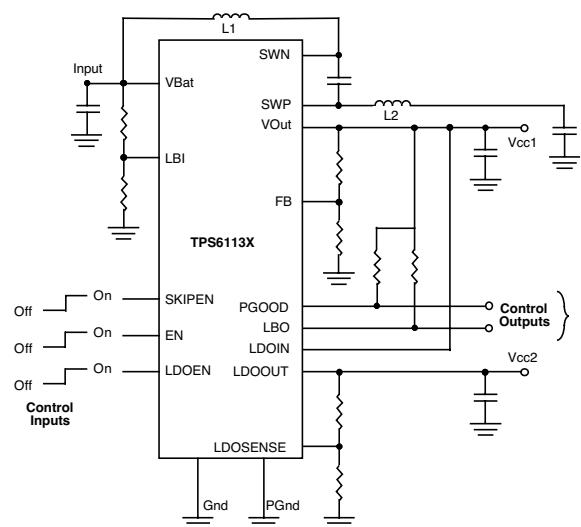 L1
SWN
Input
VBat
SWP
L2
VOut
Vcc1
LBI
FB
TPS6113X
Off On SKIPEN
PGOOD
Control
Outputs
Off On EN
LBO
LDOIN
Off On LDOEN
LDOOUT
Vcc2
Control
Inputs
LDOSENSE
Gnd
PGnd